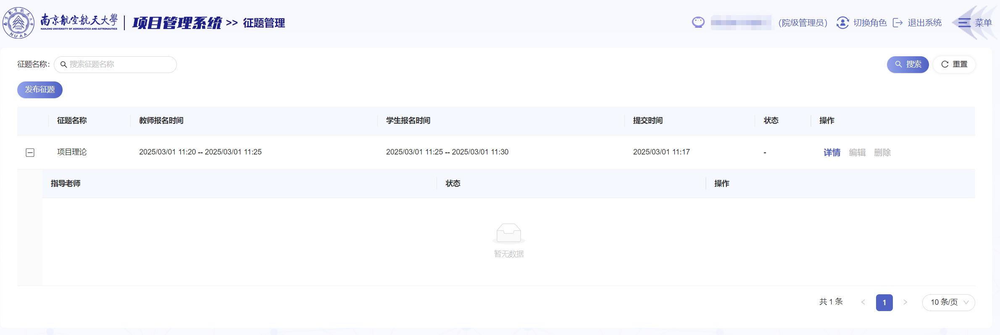 南京航空航天大學
NANJING UNIVERSITY OF AERONAUTICS AND ASTRONAUTICS
1952
NUAA
项目管理系统 >> 征题管理
(院级管理员) 切换角色 退出系统 菜单
征题名称: 搜索征题名称 搜索 重置
发布征题
征题名称 教师报名时间 学生报名时间 提交时间 状态 操作
项目理论 2025/03/01 11:20 -- 2025/03/01 11:25 2025/03/01 11:25 -- 2025/03/01 11:30 2025/03/01 11:17 - 详情 编辑 删除
指导老师 状态 操作
暂无数据
共 1 条 < 1 > 10 条/页